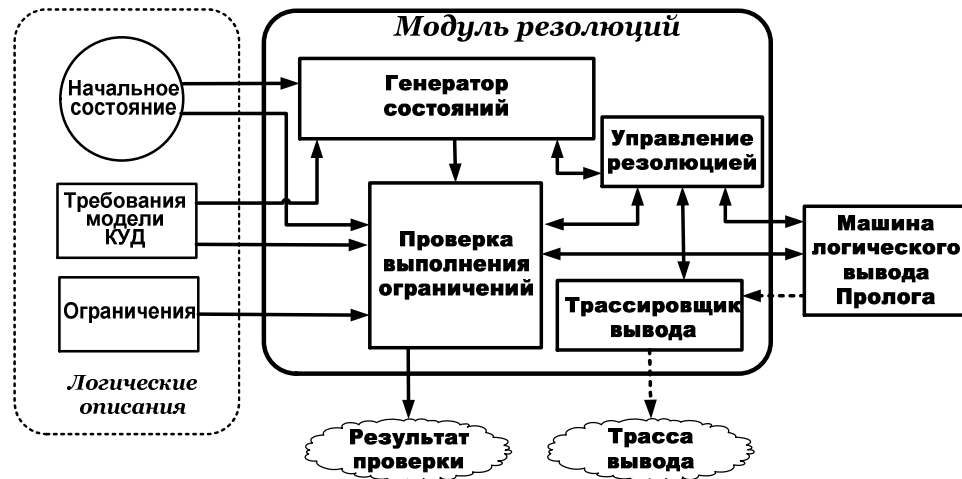 Модуль резолюций
Начальное
состояние
Генератор
состояний
Управление
резолюцией
Требования
модели
КУД
Проверка
выполнения
ограничений
Машина
логического
вывода
Пролога
Ограничения
Трассировщик
вывода
Логические
описания
Результат
проверки
Трасса
вывода